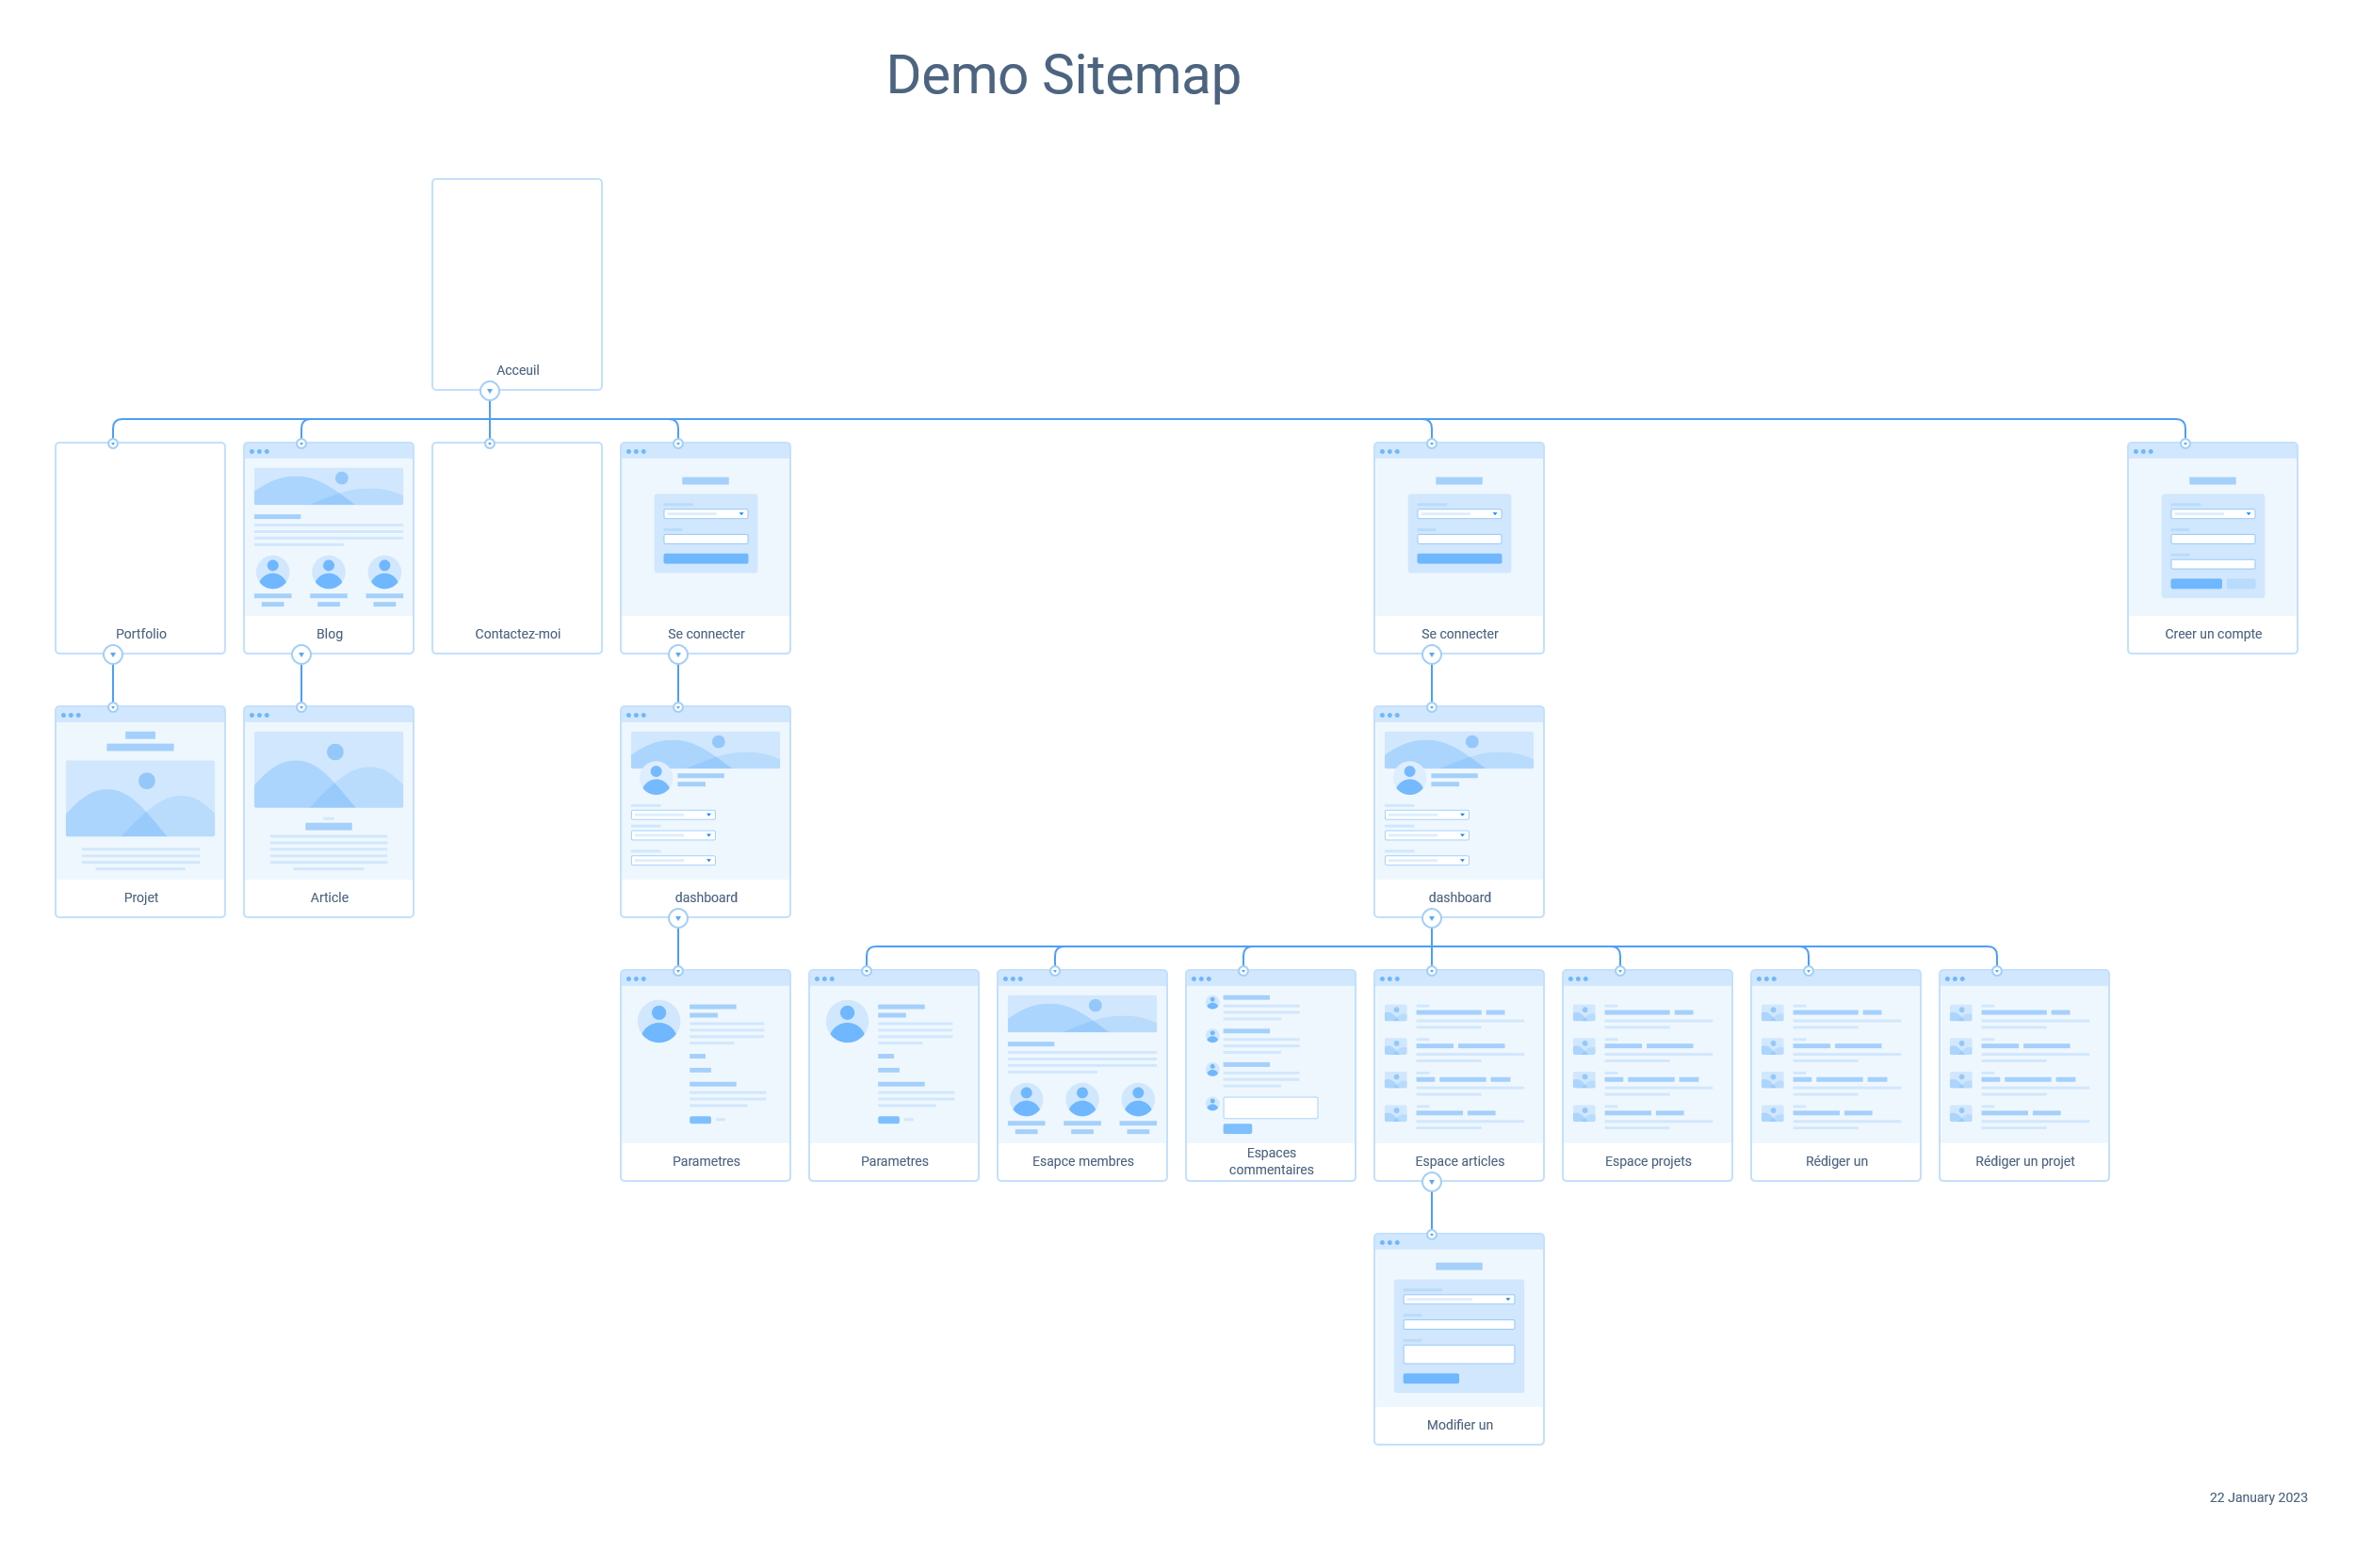 Demo Sitemap
Acceuil
Portfolio
Blog
Contactez-moi
Se connecter
Se connecter
Creer un compte
Projet
Article
dashboard
dashboard
Parametres
Parametres
Esapce membres
Espaces
commentaires
Espace articles
Espace projets
Rédiger un
Rédiger un projet
Modifier un
22 January 2023